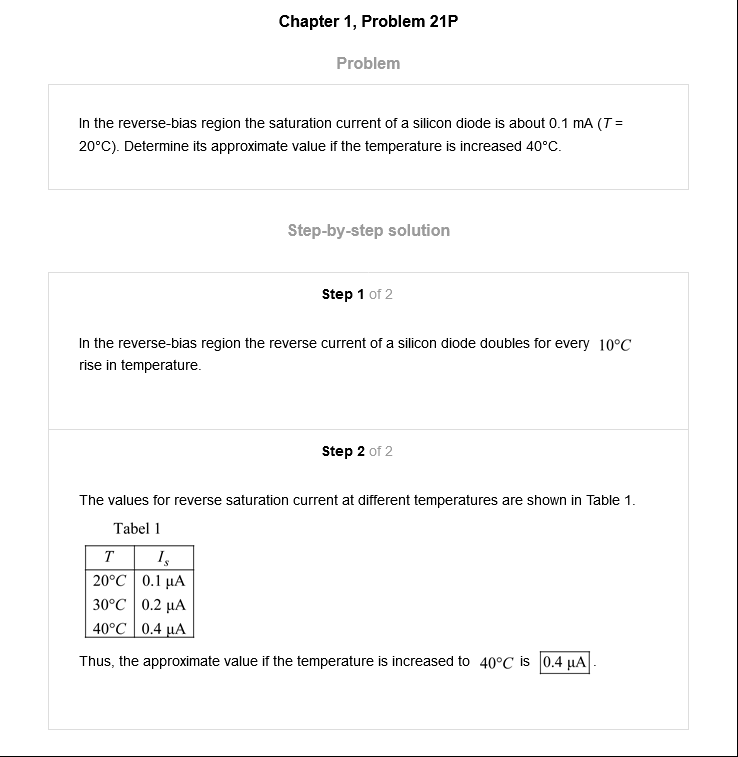 Chapter 1, Problem 21P
Problem
In the reverse-bias region the saturation current of a silicon diode is about 0.1 mA (T =
20°C). Determine its approximate value if the temperature is increased 40°C.
Step-by-step solution
Step 1 of 2
In the reverse-bias region the reverse current of a silicon diode doubles for every 10°C
rise in temperature.
Step 2 of 2
The values for reverse saturation current at different temperatures are shown in Table 1.
Tabel 1
T Is
20°C 0.1 μA
30°C 0.2 μA
40°C 0.4 μA
Thus, the approximate value if the temperature is increased to 40°C is 0.4 μA.